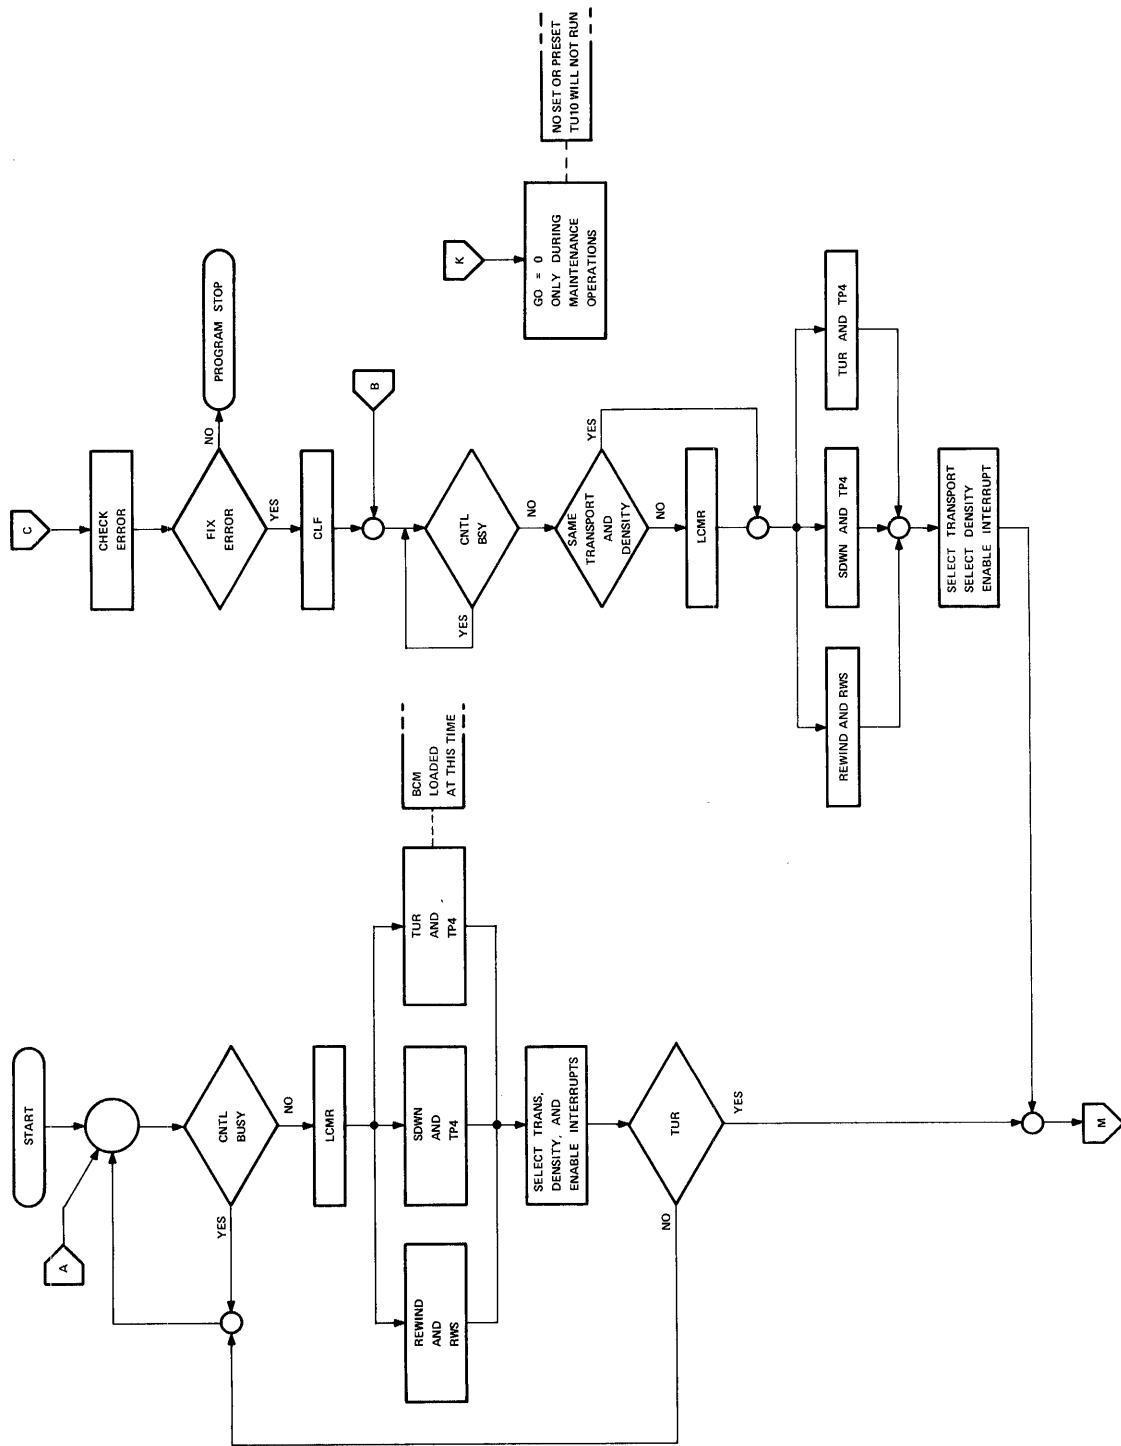 START
A
CNTL
BUSY
YES
NO
LCMR
REWIND
AND
RWS
SDWN
AND
TP4
TUR
AND
TP4
BCM
LOADED
AT THIS TIME
SELECT TRANS,
DENSITY, AND
ENABLE INTERRUPTS
TUR
NO
YES
M
C
CHECK
ERROR
FIX
ERROR
NO
PROGRAM STOP
YES
CLF
B
CNTL
BSY
YES
NO
SAME
TRANSPORT
AND
DENSITY
YES
NO
LCMR
REWIND AND RWS
SDWN AND TP4
TUR AND TP4
SELECT TRANSPORT
SELECT DENSITY
ENABLE INTERRUPT
K
GO = 0
ONLY DURING
MAINTENANCE
OPERATIONS
NO SET OR PRESET
TU10 WILL NOT RUN